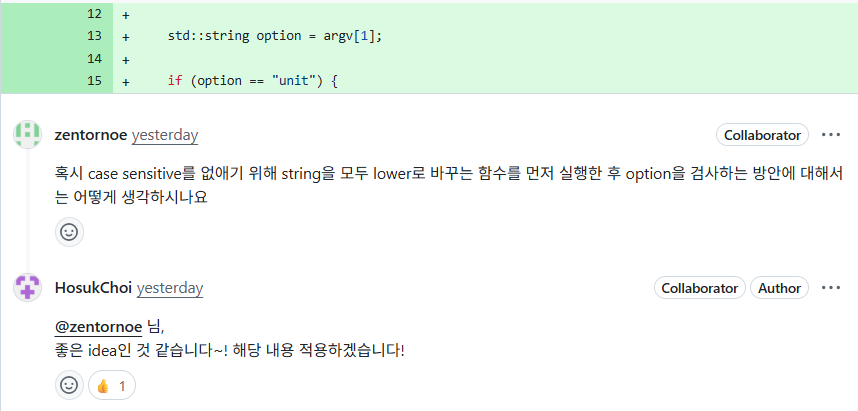 12 +
13 + std::string option = argv[1];
14 +
15 + if (option == "unit") {
zentornoe yesterday Collaborator ...
혹시 case sensitive를 없애기 위해 string을 모두 lower로 바꾸는 함수를 먼저 실행한 후 option을 검사하는 방안에 대해서
는 어떻게 생각하시나요
HosukChoi yesterday Collaborator Author ...
@zentornoe 님,
좋은 idea인 것 같습니다~! 해당 내용 적용하겠습니다!
👍 1